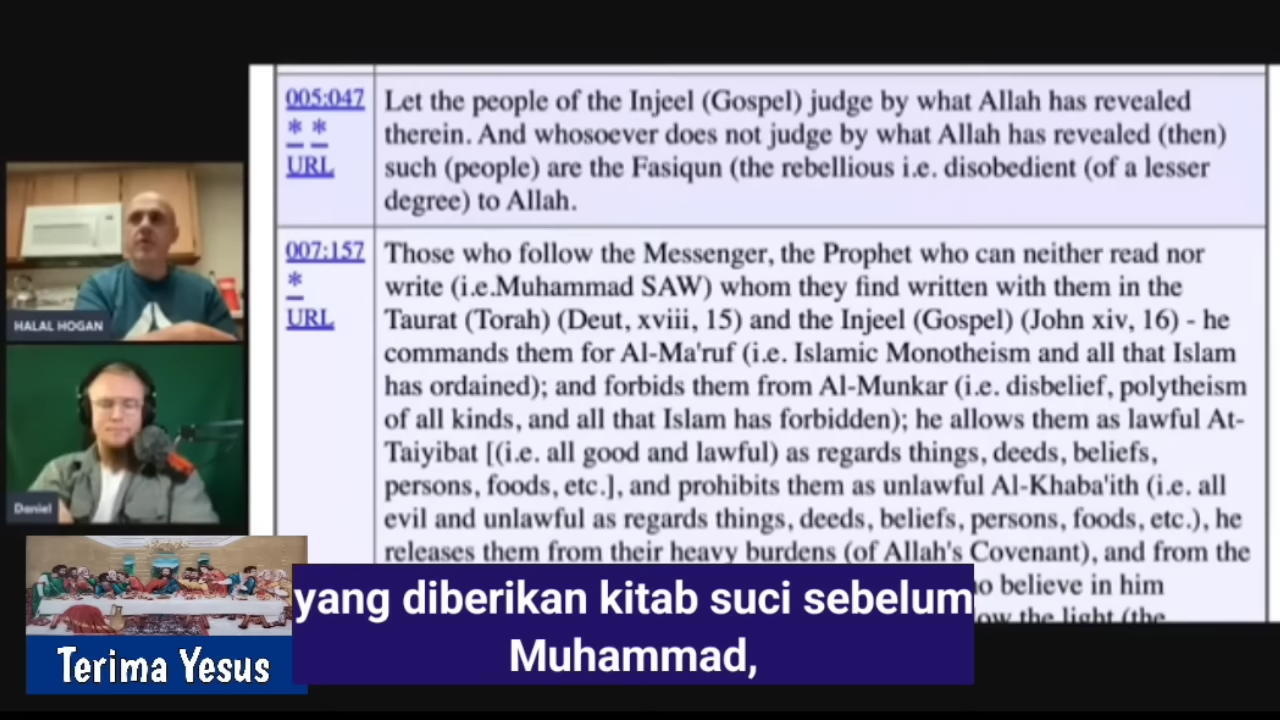 005:047
* *
URL
Let the people of the Injeel (Gospel) judge by what Allah has revealed
therein. And whosoever does not judge by what Allah has revealed (then)
such (people) are the Fasiqun (the rebellious i.e. disobedient (of a lesser
degree) to Allah.
007:157
*
URL
Those who follow the Messenger, the Prophet who can neither read nor
write (i.e.Muhammad SAW) whom they find written with them in the
Taurat (Torah) (Deut, xviii, 15) and the Injeel (Gospel) (John xiv, 16) - he
commands them for Al-Ma'ruf (i.e. Islamic Monotheism and all that Islam
has ordained); and forbids them from Al-Munkar (i.e. disbelief, polytheism
of all kinds, and all that Islam has forbidden); he allows them as lawful At-
Taiyibat [(i.e. all good and lawful) as regards things, deeds, beliefs,
persons, foods, etc.], and prohibits them as unlawful Al-Khaba'ith (i.e. all
evil and unlawful as regards things, deeds, beliefs, persons, foods, etc.), he
releases them from their heavy burdens (of Allah's Covenant), and from the
believe in him
the light (the
HALAL HOGAN
Daniel
Terima Yesus
yang diberikan kitab suci sebelum
Muhammad,